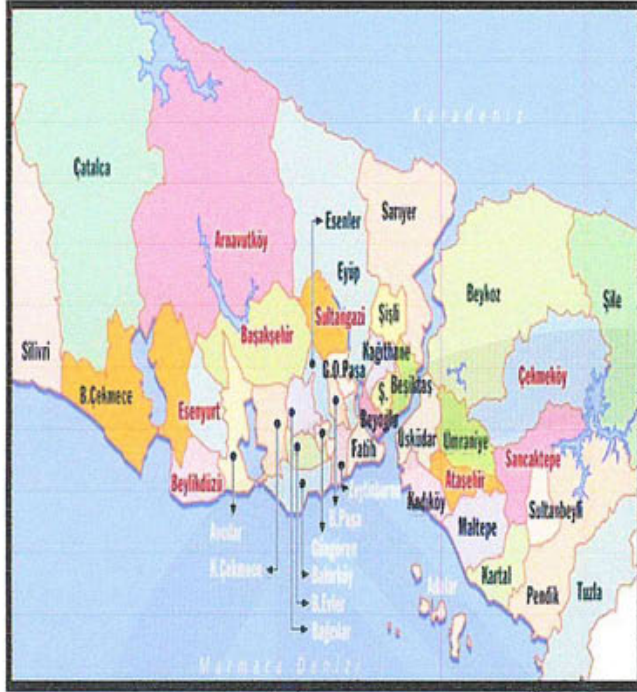 Karadeniz
Çatalca
Arnavutköy
Esenler
Sarıyer
Eyüp
Beykoz
Şile
Silivri
Başakşehir
Sultangazi
Şişli
Kağıthane
G.O.Paşa
Çekmeköy
B.Çekmece
Esenyurt
Ş.
Beşiktaş
Beyoğlu
Üsküdar
Ümraniye
Fatih
Sancaktepe
Ataşehir
Beylikdüzü
Zeytinburnu
Kadıköy
Sultanbeyli
B.Paşa
Maltepe
Avcılar
Güngören
K.Çekmece
Bakırköy
Kartal
Adalar
Pendik
Tuzla
B.Evler
Bağcılar
Marmara Denizi